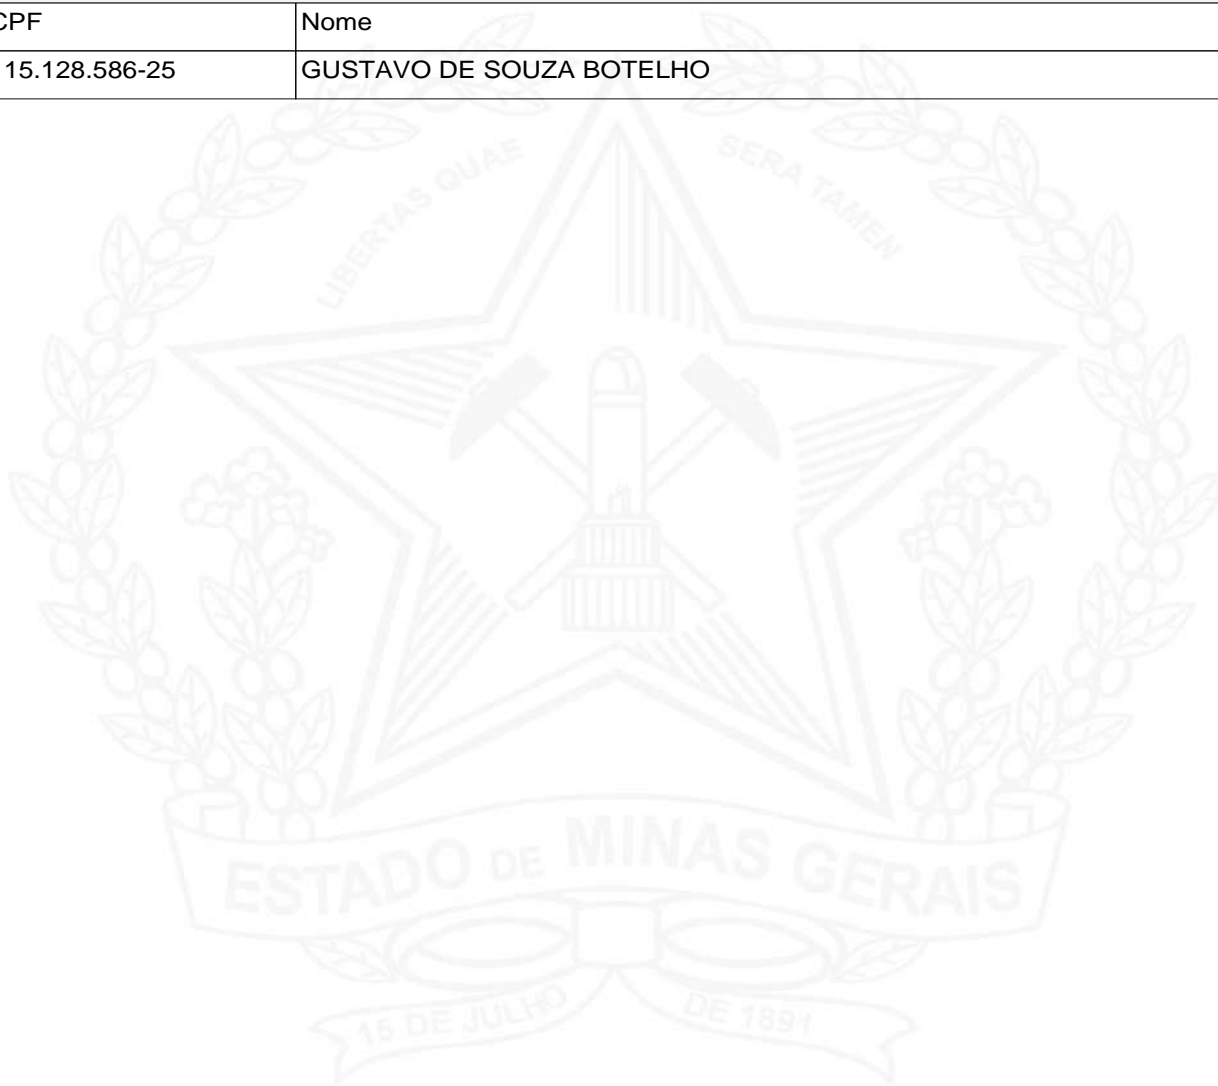 CPF Nome
15.128.586-25 GUSTAVO DE SOUZA BOTELHO
LIBERTAS QUAE SERA TAMEN
ESTADO DE MINAS GERAIS
15 DE JULHO DE 1891